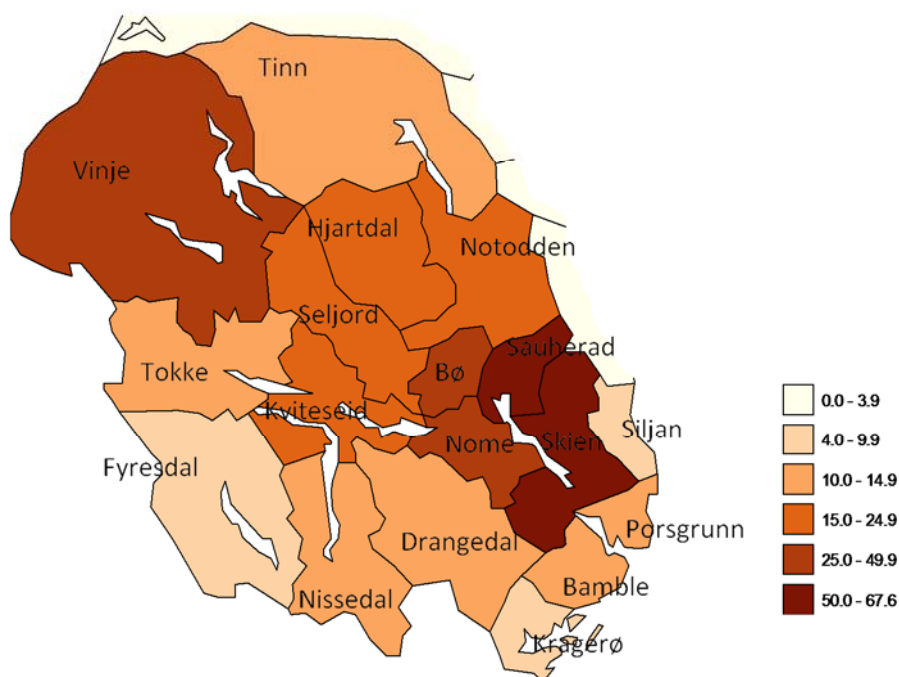 Tinn
Vinje
Hjartdal
Notodden
Seljord
Sauherad
Tokke
Bø
Kviteseid
Siljan
Nome
Skien
Fyresdal
Porsgrunn
Drangedal
Bamble
Nissedal
Kragerø
0.0 – 3.9
4.0 – 9.9
10.0 – 14.9
15.0 – 24.9
25.0 – 49.9
50.0 – 67.6